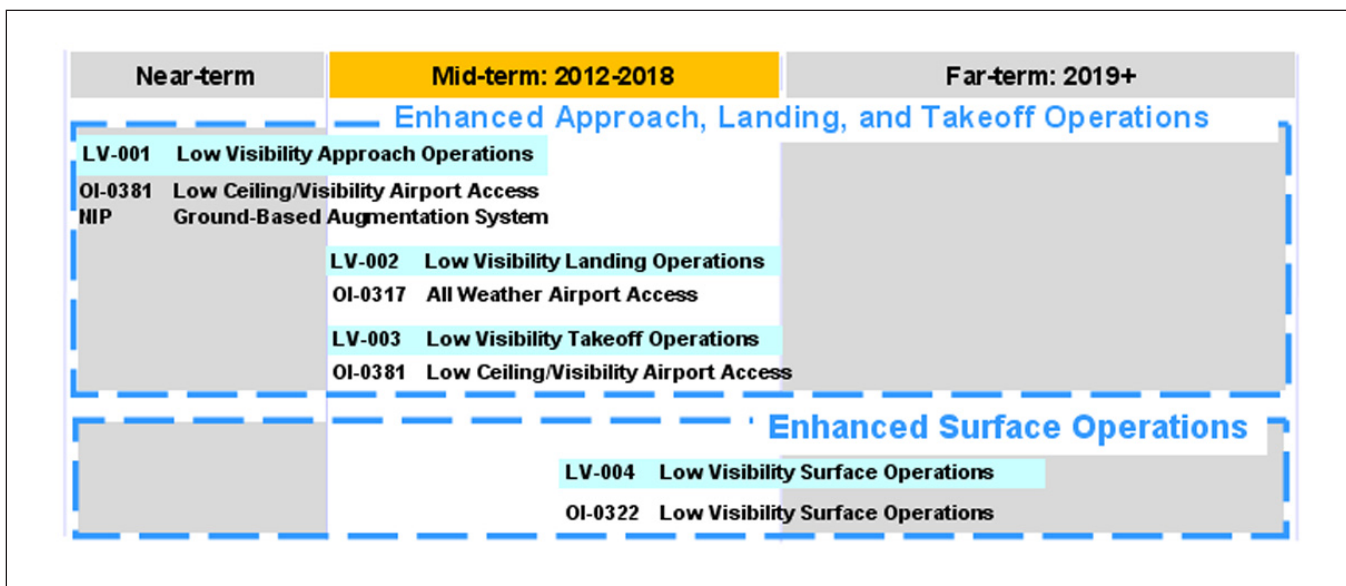 Near-term Mid-term: 2012-2018 Far-term: 2019+
Enhanced Approach, Landing, and Takeoff Operations
LV-001 Low Visibility Approach Operations
OI-0381 Low Ceiling/Visibility Airport Access
NIP Ground-Based Augmentation System
LV-002 Low Visibility Landing Operations
OI-0317 All Weather Airport Access
LV-003 Low Visibility Takeoff Operations
OI-0381 Low Ceiling/Visibility Airport Access
Enhanced Surface Operations
LV-004 Low Visibility Surface Operations
OI-0322 Low Visibility Surface Operations